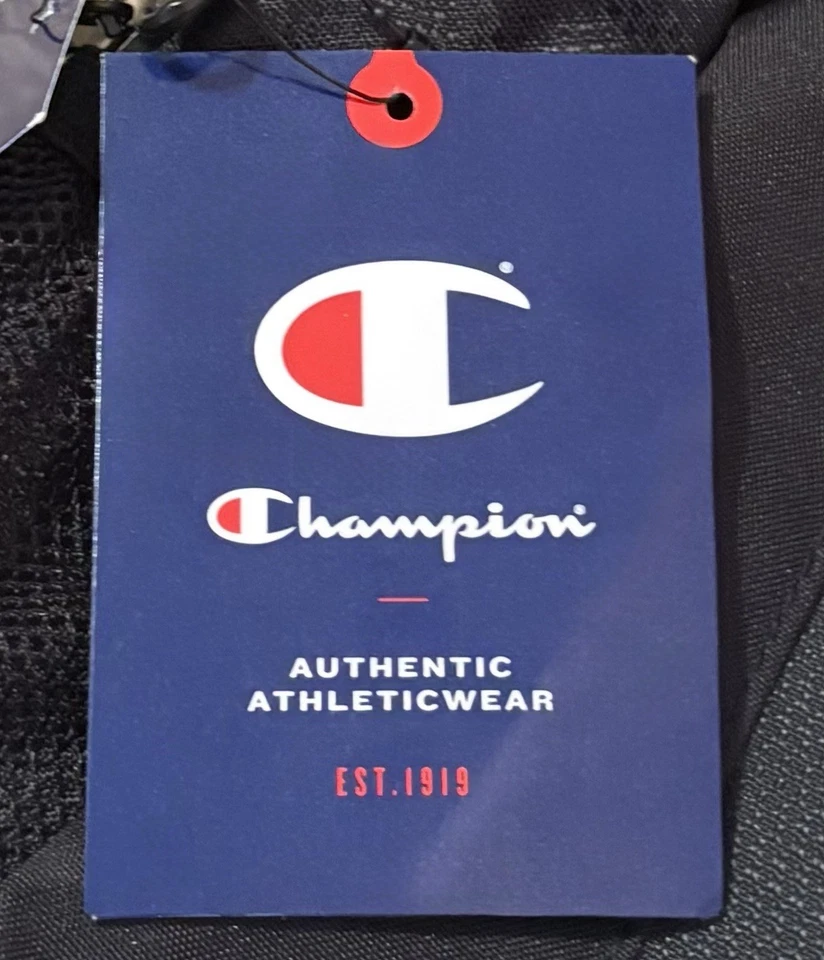 C®
Champion®
AUTHENTIC
ATHLETICWEAR
EST.1919